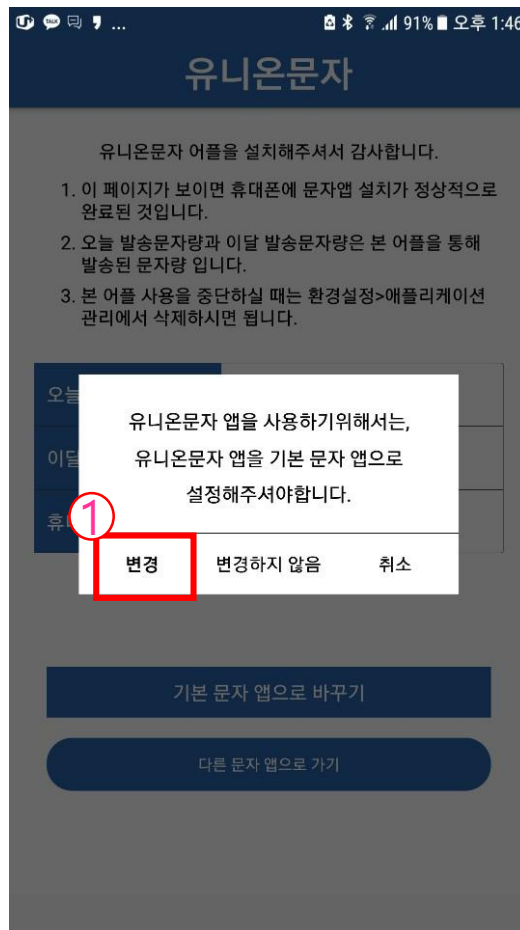 ... 91% 오후 1:46
유니온문자
유니온문자 어플을 설치해주셔서 감사합니다.
1. 이 페이지가 보이면 휴대폰에 문자앱 설치가 정상적으로
완료된 것입니다.
2. 오늘 발송문자량과 이달 발송문자량은 본 어플을 통해
발송된 문자량 입니다.
3. 본 어플 사용을 중단하실 때는 환경설정>애플리케이션
관리에서 삭제하시면 됩니다.
오늘
유니온문자 앱을 사용하기위해서는,
이달
유니온문자 앱을 기본 문자 앱으로
설정해주셔야합니다.
1
변경 변경하지 않음 취소
기본 문자 앱으로 바꾸기
다른 문자 앱으로 가기